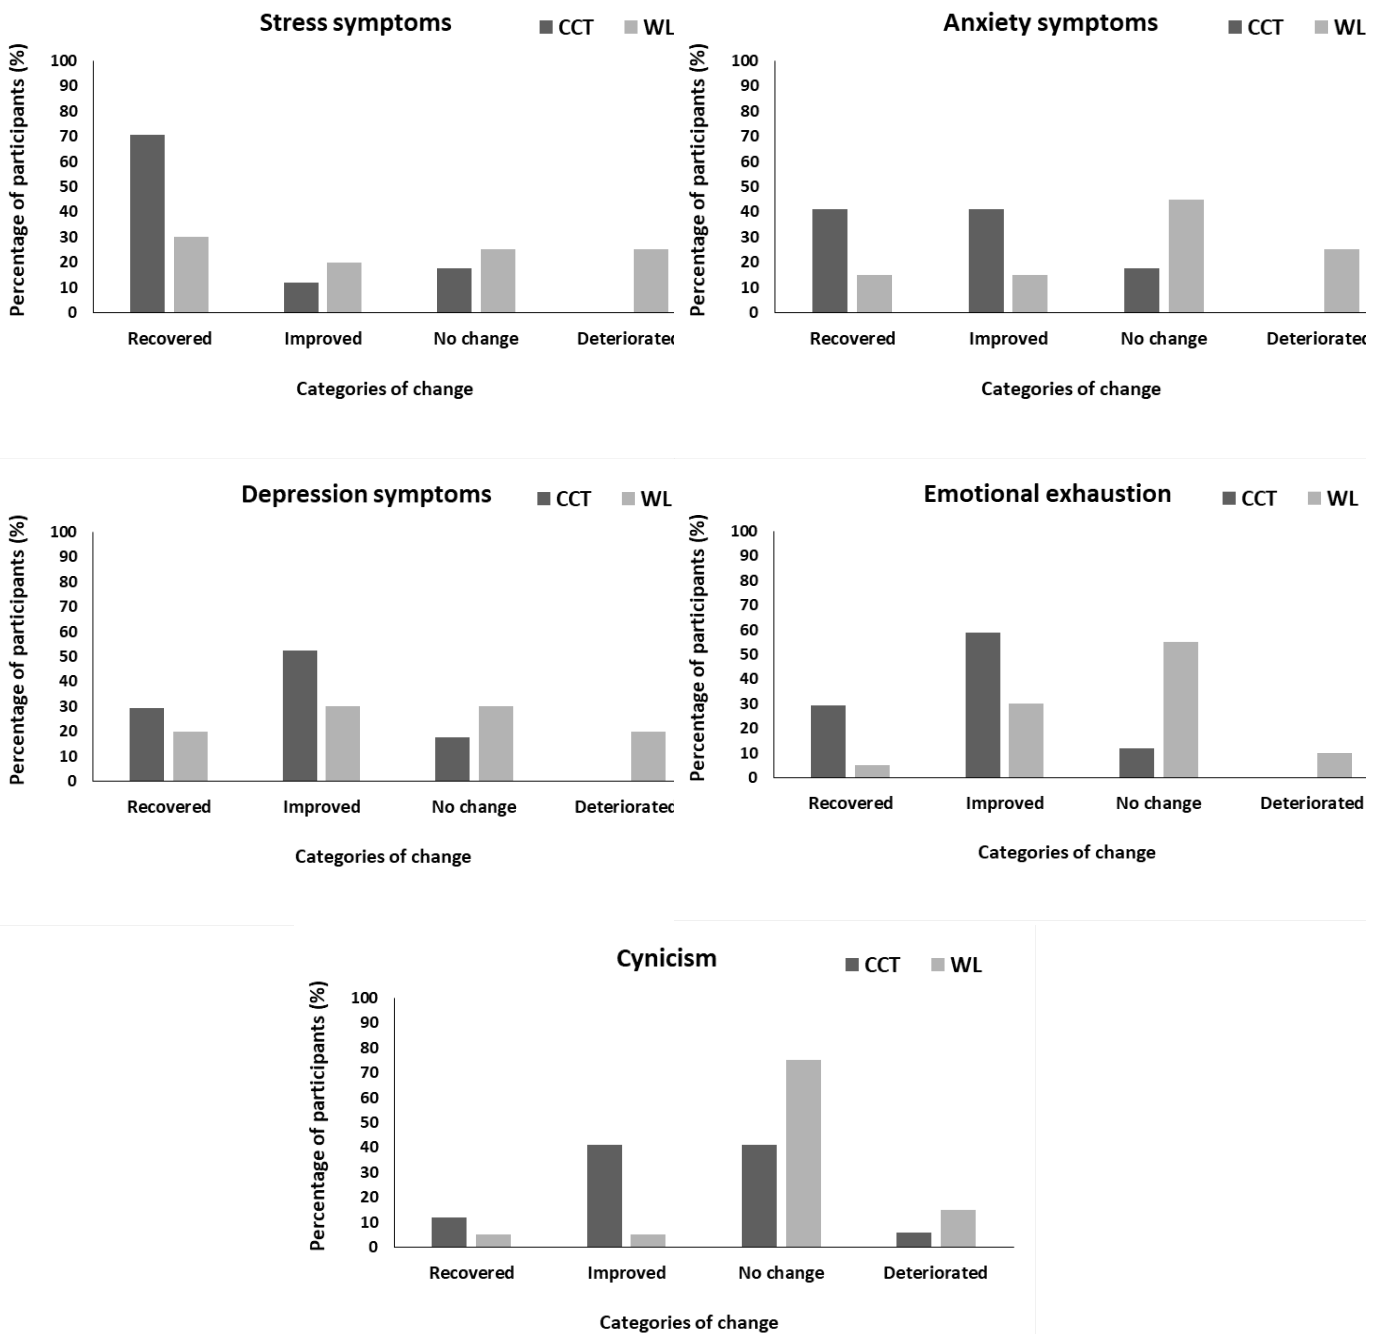 Stress symptoms
CCT WL
Percentage of participants (%)
100
90
80
70
60
50
40
30
20
10
0
Recovered Improved No change Deteriorated
Categories of change
Anxiety symptoms
CCT WL
Percentage of participants (%)
100
90
80
70
60
50
40
30
20
10
0
Recovered Improved No change Deteriorated
Categories of change
Depression symptoms
CCT WL
Percentage of participants (%)
100
90
80
70
60
50
40
30
20
10
0
Recovered Improved No change Deteriorated
Categories of change
Emotional exhaustion
CCT WL
Percentage of participants (%)
100
90
80
70
60
50
40
30
20
10
0
Recovered Improved No change Deteriorated
Categories of change
Cynicism
CCT WL
Percentage of participants (%)
100
90
80
70
60
50
40
30
20
10
0
Recovered Improved No change Deteriorated
Categories of change